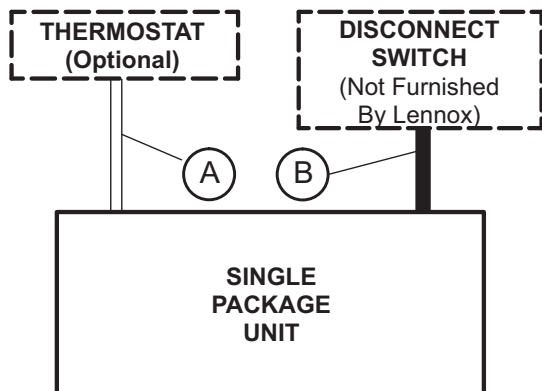 THERMOSTAT
(Optional)
DISCONNECT
SWITCH
(Not Furnished
By Lennox)
A
B
SINGLE
PACKAGE
UNIT